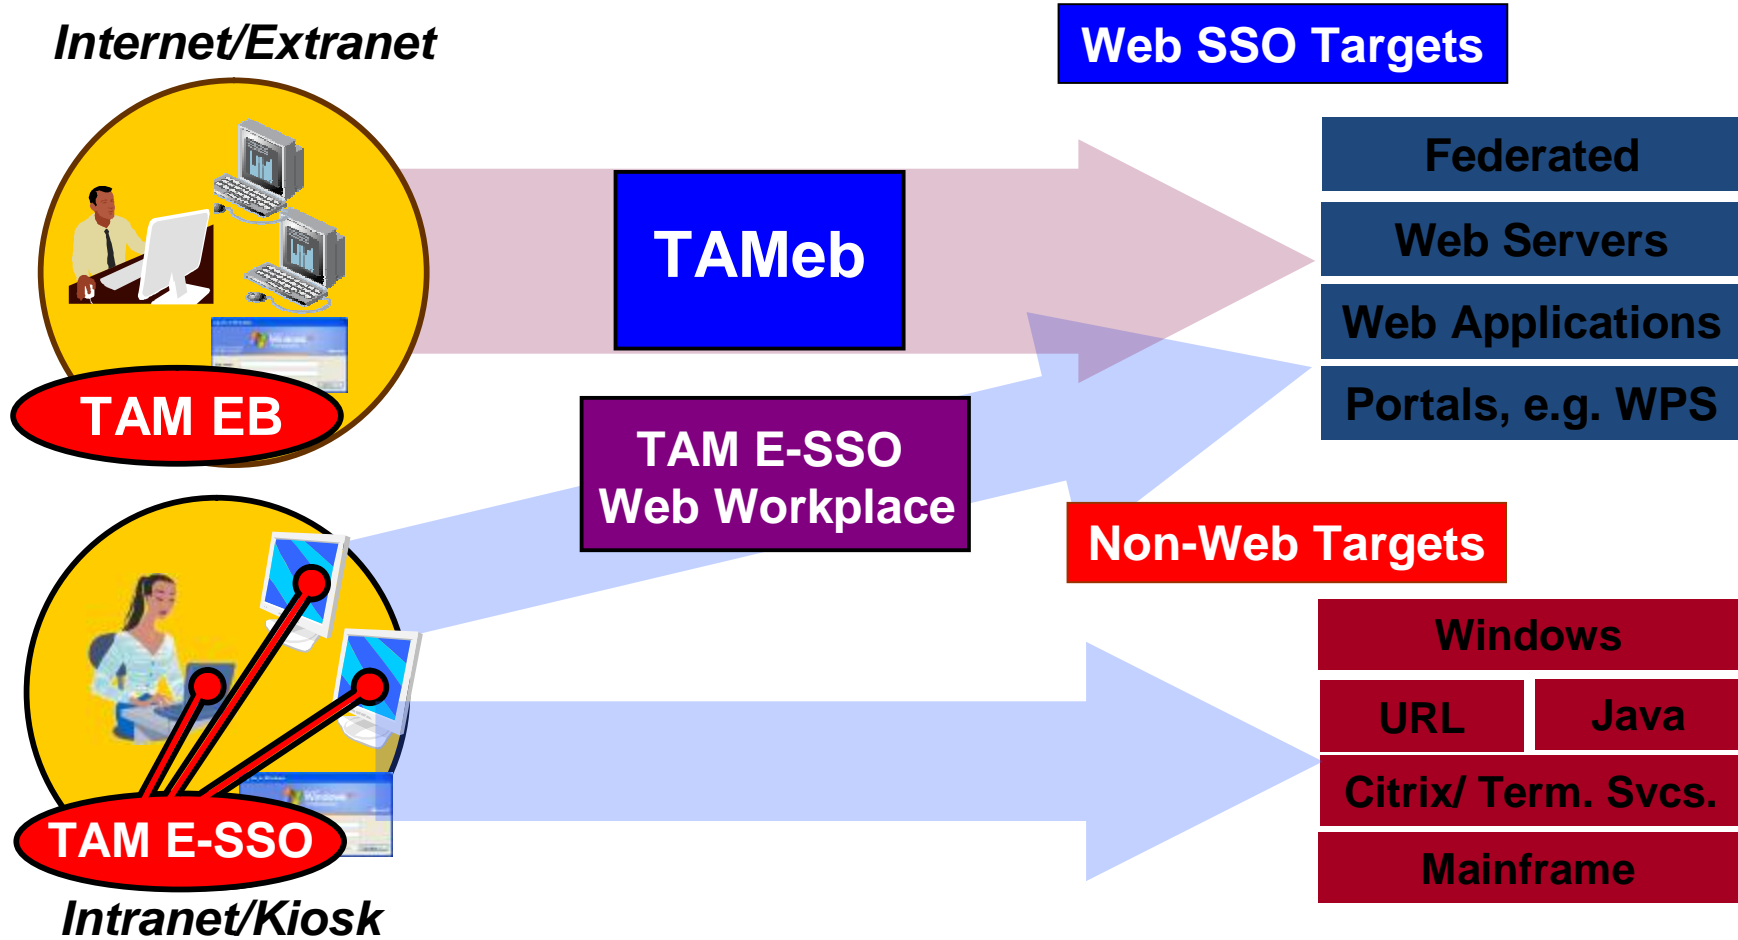 Internet/Extranet
Web SSO Targets
Federated
Web Servers
Web Applications
Portals, e.g. WPS
TAMeb
TAM EB
TAM E-SSO
Web Workplace
Non-Web Targets
Windows
URL
Java
Citrix/ Term. Svcs.
Mainframe
TAM E-SSO
Intranet/Kiosk